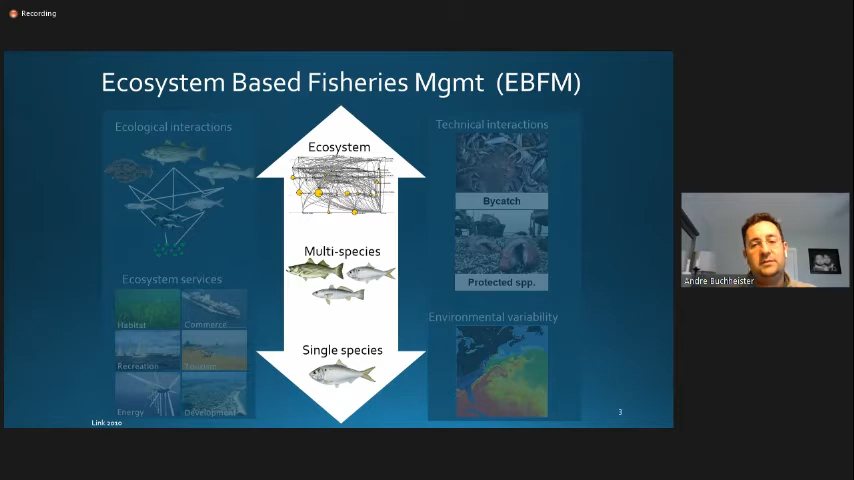 Recording
Ecosystem Based Fisheries Mgmt (EBFM)
Ecological interactions
Ecosystem services
Habitat
Commerce
Recreation
Tourism
Energy
Development
Link 2010
Ecosystem
Multi-species
Single species
Technical interactions
Bycatch
Protected spp.
Environmental variability
3
Andre Buchheister